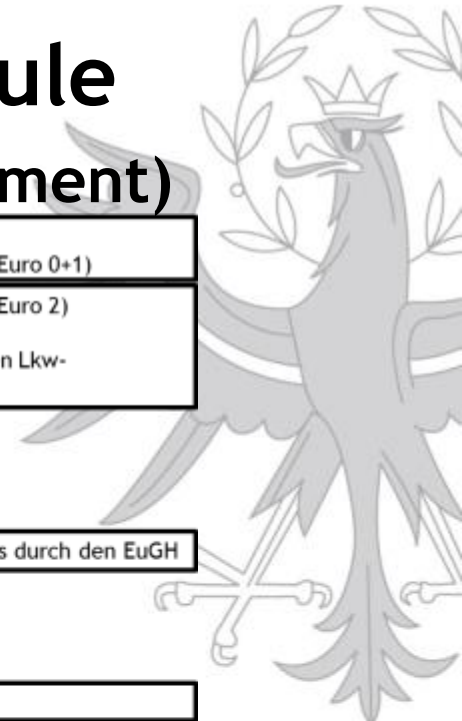 ule
ment)
Euro 0+1)
Euro 2)
n Lkw-
s durch den EuGH